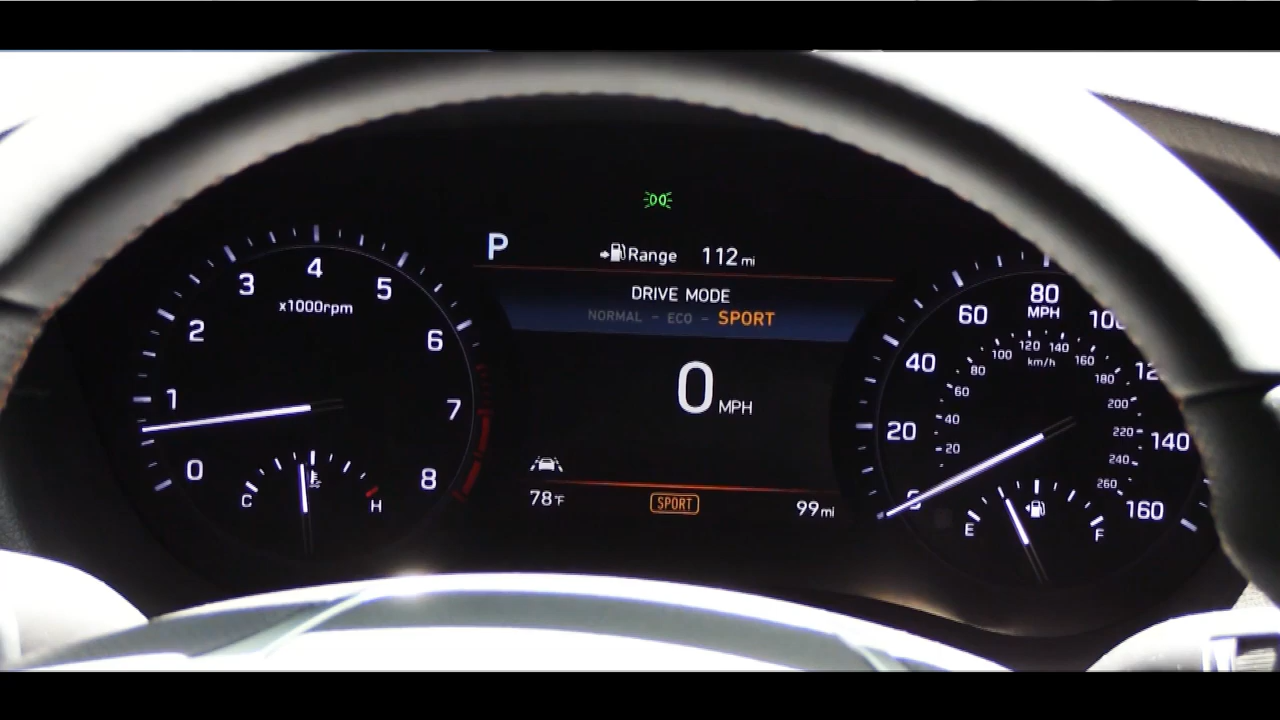 P
Range 112 mi
DRIVE MODE
NORMAL - ECO - SPORT
0 MPH
78°F
SPORT
99 mi
0
1
2
3
4
5
6
7
8
x1000rpm
C
H
20
40
60
80
MPH
140
160
20
40
60
80
100
120
140
160
180
200
220
240
260
km/h
E
F